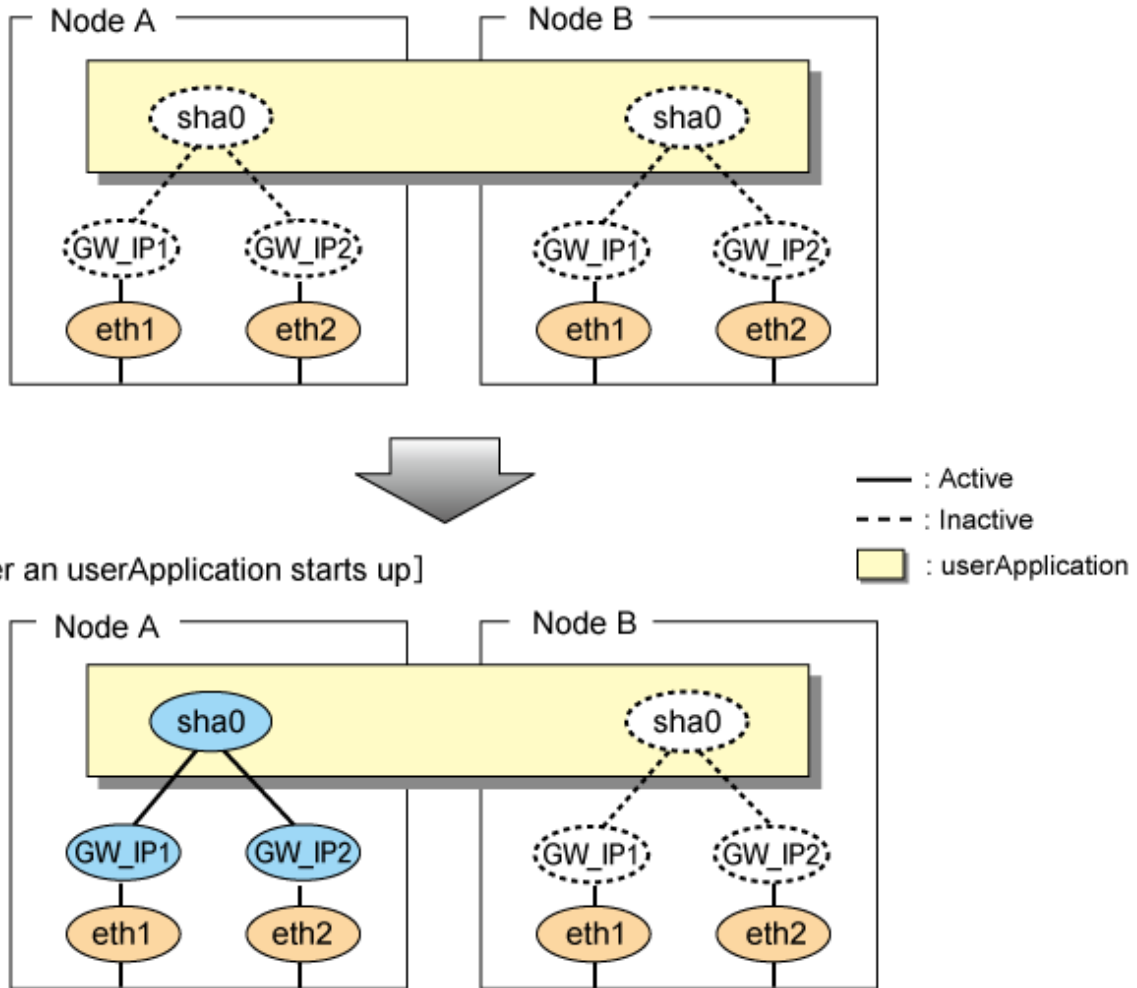 Node A
Node B
sha0
sha0
GW_IP1
GW_IP2
GW_IP1
GW_IP2
eth1
eth2
eth1
eth2
: Active
: Inactive
: userApplication
er an userApplication starts up]
Node A
Node B
sha0
sha0
GW_IP1
GW_IP2
GW_IP1
GW_IP2
eth1
eth2
eth1
eth2